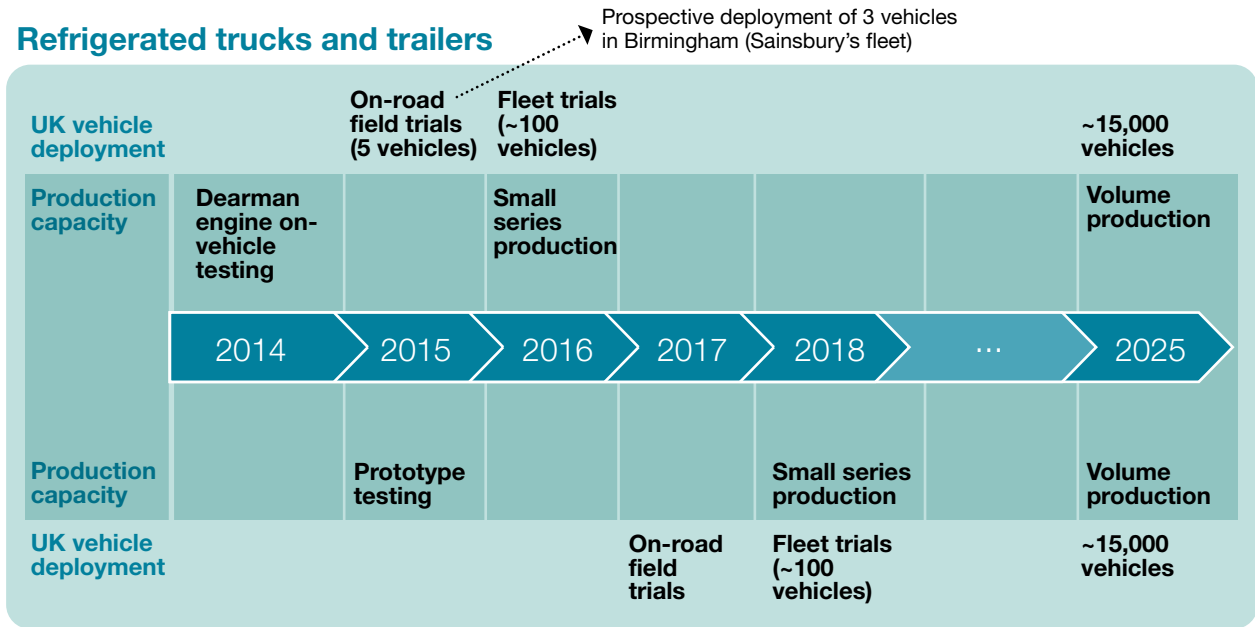 Prospective deployment of 3 vehicles
in Birmingham (Sainsbury's fleet)
Refrigerated trucks and trailers
UK vehicle
deployment
On-road
field trials
(5 vehicles)
Fleet trials
(~100
vehicles)
~15,000
vehicles
Production
capacity
Dearman
engine on-
vehicle
testing
Small
series
production
Volume
production
2014
2015
2016
2017
2018
...
2025
Production
capacity
Prototype
testing
Small series
production
Volume
production
UK vehicle
deployment
On-road
field
trials
Fleet trials
(~100
vehicles)
~15,000
vehicles